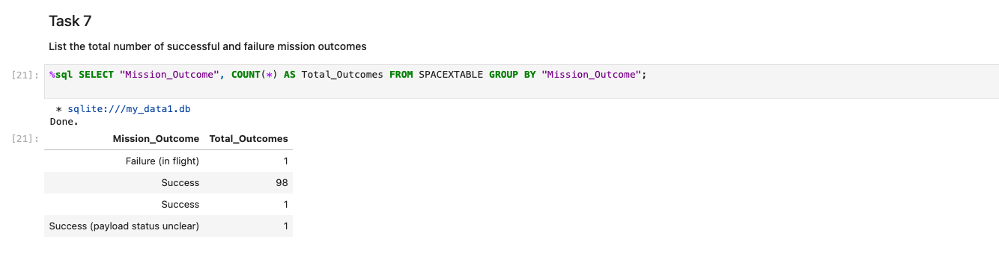 Task 7
List the total number of successful and failure mission outcomes
[21]: %sql SELECT "Mission_Outcome", COUNT(*) AS Total_Outcomes FROM SPACEXTABLE GROUP BY "Mission_Outcome";
* sqlite:///my_data1.db
Done.
[21]: Mission_Outcome Total_Outcomes
Failure (in flight) 1
Success 98
Success 1
Success (payload status unclear) 1